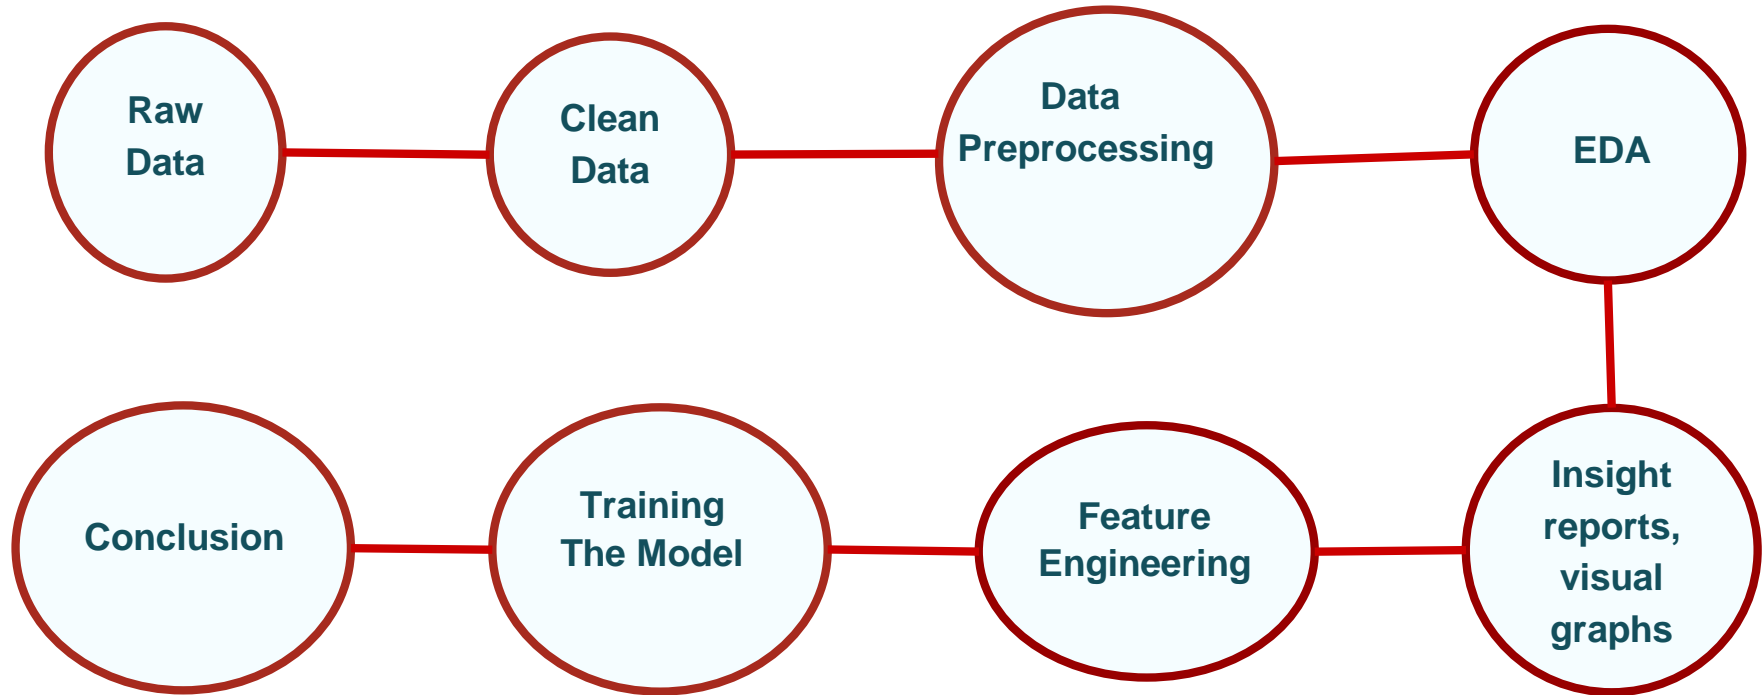 Raw
Data
Clean
Data
Data
Preprocessing
EDA
Insight
reports,
visual
graphs
Feature
Engineering
Training
The Model
Conclusion